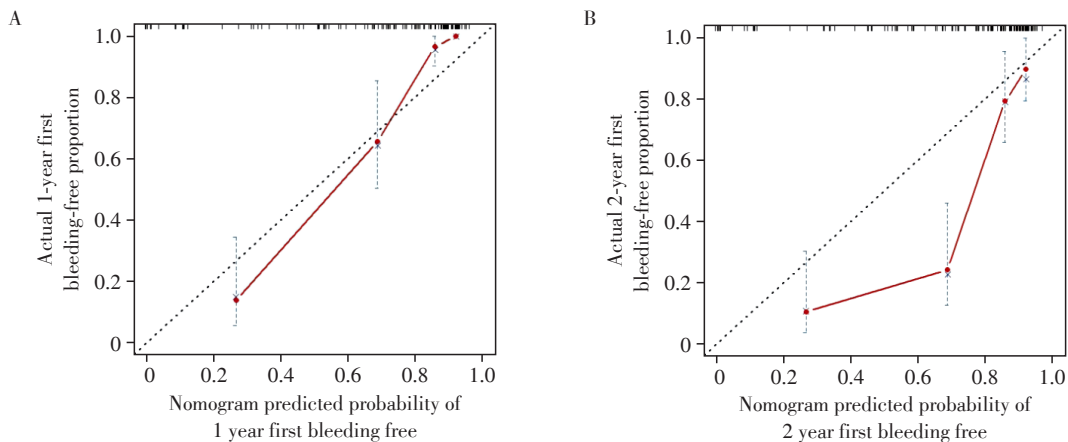 A
Actual 1-year first
bleeding-free proportion
1.0
0.8
0.6
0.4
0.2
0
0 0.2 0.4 0.6 0.8 1.0
Nomogram predicted probability of
1 year first bleeding free
B
Actual 2-year first
bleeding-free proportion
1.0
0.8
0.6
0.4
0.2
0
0 0.2 0.4 0.6 0.8 1.0
Nomogram predicted probability of
2 year first bleeding free